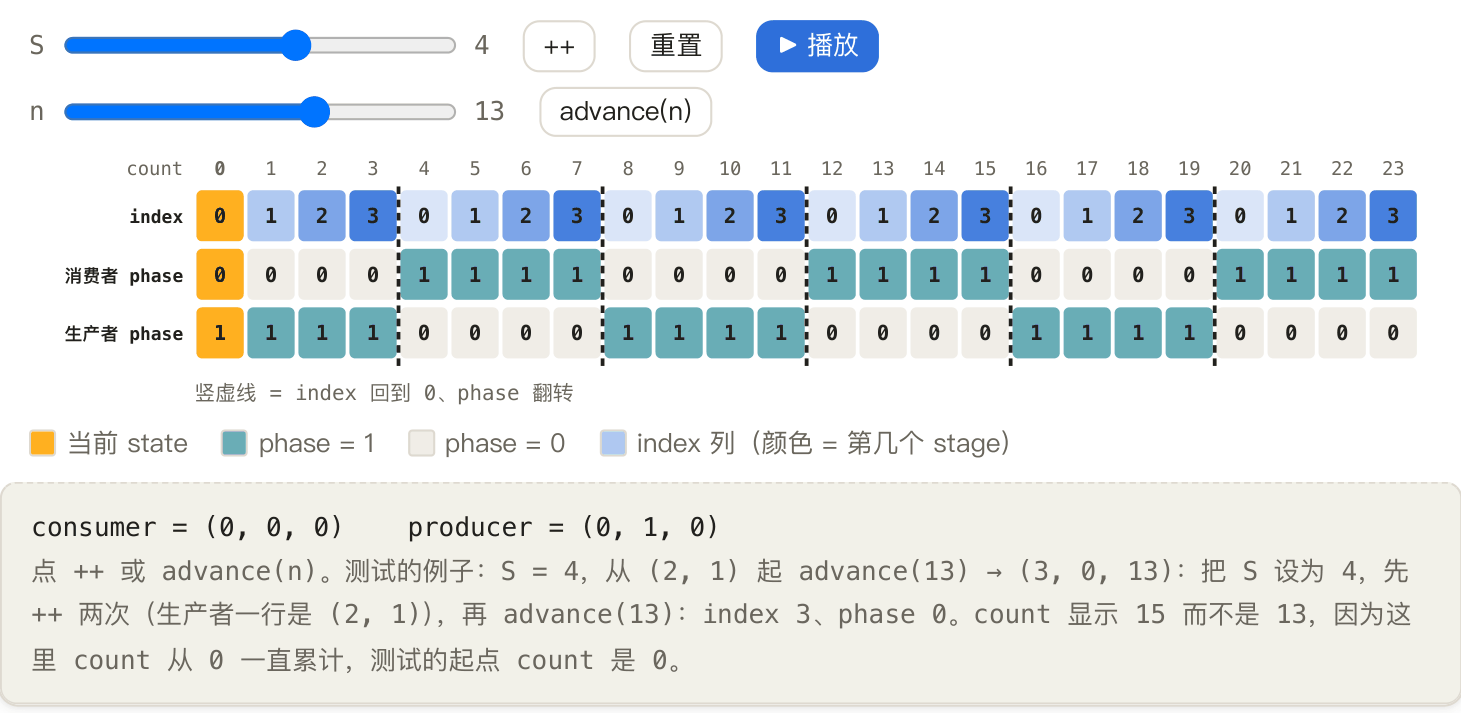 S 4 ++ 重置 ▶ 播放
n 13 advance(n)
count 0 1 2 3 4 5 6 7 8 9 10 11 12 13 14 15 16 17 18 19 20 21 22 23
index 0 1 2 3 0 1 2 3 0 1 2 3 0 1 2 3 0 1 2 3 0 1 2 3
消费者 phase 0 0 0 0 1 1 1 1 0 0 0 0 1 1 1 1 0 0 0 0 1 1 1 1
生产者 phase 1 1 1 1 0 0 0 0 1 1 1 1 0 0 0 0 1 1 1 1 0 0 0 0
竖虚线 = index 回到 0、phase 翻转
当前 state phase = 1 phase = 0 index 列（颜色 = 第几个 stage）
consumer = (0, 0, 0) producer = (0, 1, 0)
点 ++ 或 advance(n)。测试的例子：S = 4，从 (2, 1) 起 advance(13) → (3, 0, 13)：把 S 设为 4，先
++ 两次（生产者一行是 (2, 1)），再 advance(13)：index 3、phase 0。count 显示 15 而不是 13，因为这
里 count 从 0 一直累计，测试的起点 count 是 0。